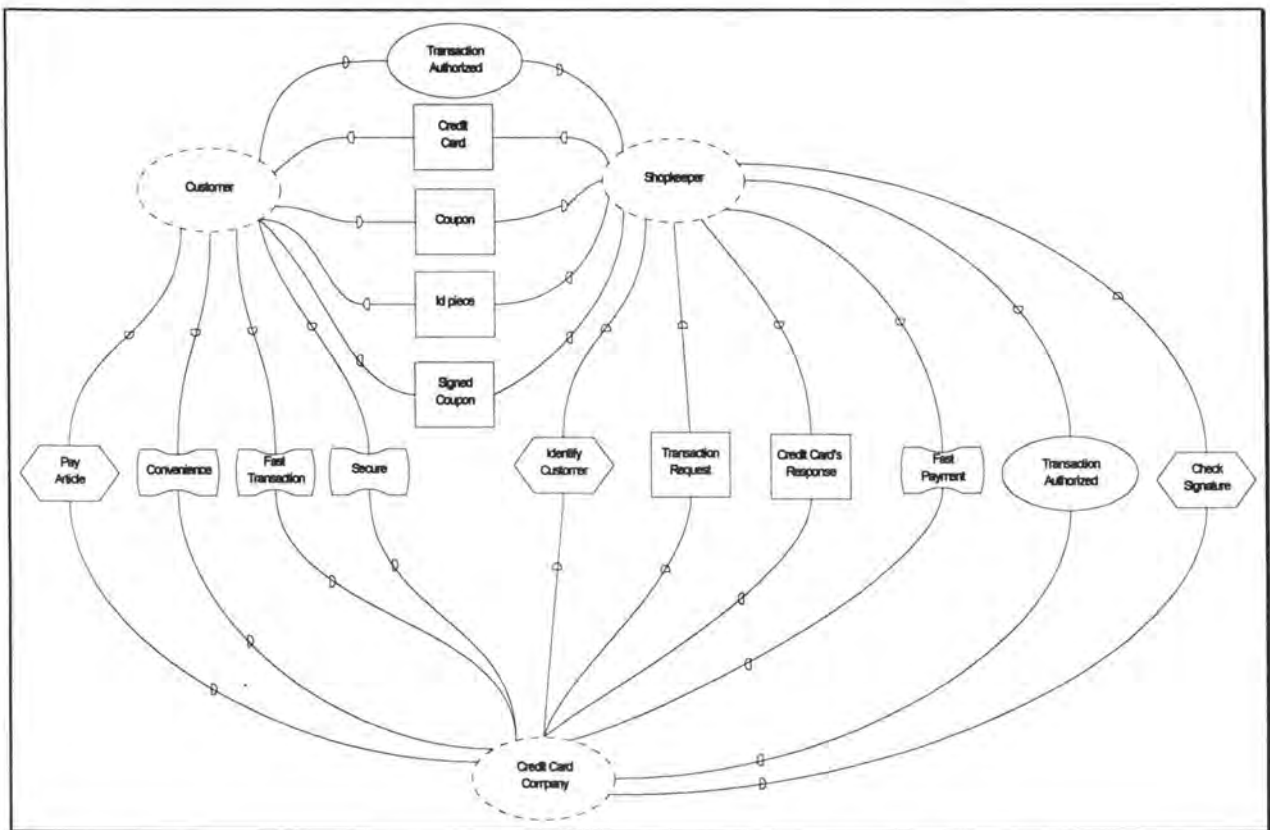 Transaction
Authorized
Credit
Card
Customer
Shopkeeper
Coupon
Id piece
Signed
Coupon
Pay
Article
Convenience
Fast
Transaction
Secure
Identify
Customer
Transaction
Request
Credit Card's
Response
Fast
Payment
Transaction
Authorized
Check
Signature
Credit Card
Company